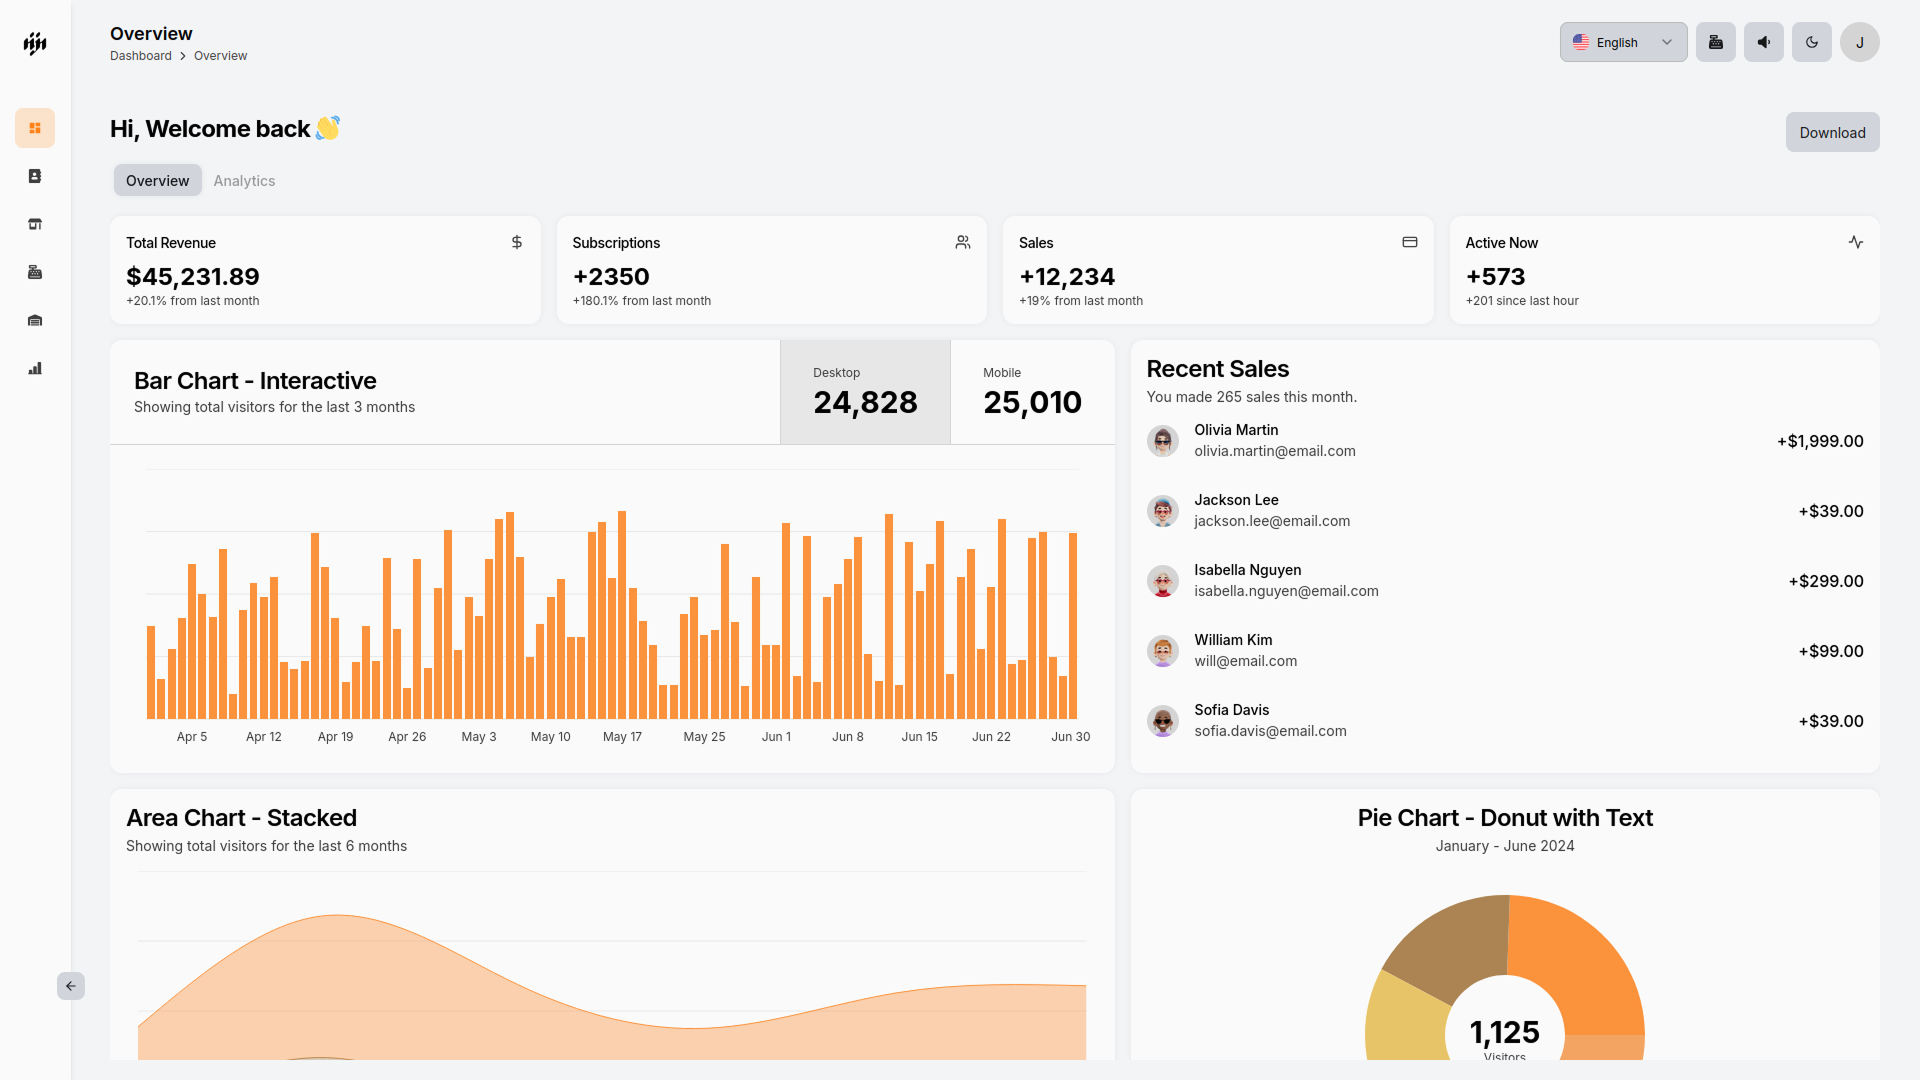 Overview
Dashboard > Overview
English
J
Hi, Welcome back 👋
Download
Overview
Analytics
Total Revenue
$45,231.89
+20.1% from last month
Subscriptions
+2350
+180.1% from last month
Sales
+12,234
+19% from last month
Active Now
+573
+201 since last hour
Bar Chart - Interactive
Showing total visitors for the last 3 months
Desktop
24,828
Mobile
25,010
Apr 5 Apr 12 Apr 19 Apr 26 May 3 May 10 May 17 May 25 Jun 1 Jun 8 Jun 15 Jun 22 Jun 30
Recent Sales
You made 265 sales this month.
Olivia Martin
olivia.martin@email.com
+$1,999.00
Jackson Lee
jackson.lee@email.com
+$39.00
Isabella Nguyen
isabella.nguyen@email.com
+$299.00
William Kim
will@email.com
+$99.00
Sofia Davis
sofia.davis@email.com
+$39.00
Area Chart - Stacked
Showing total visitors for the last 6 months
Pie Chart - Donut with Text
January - June 2024
1,125
Visitors